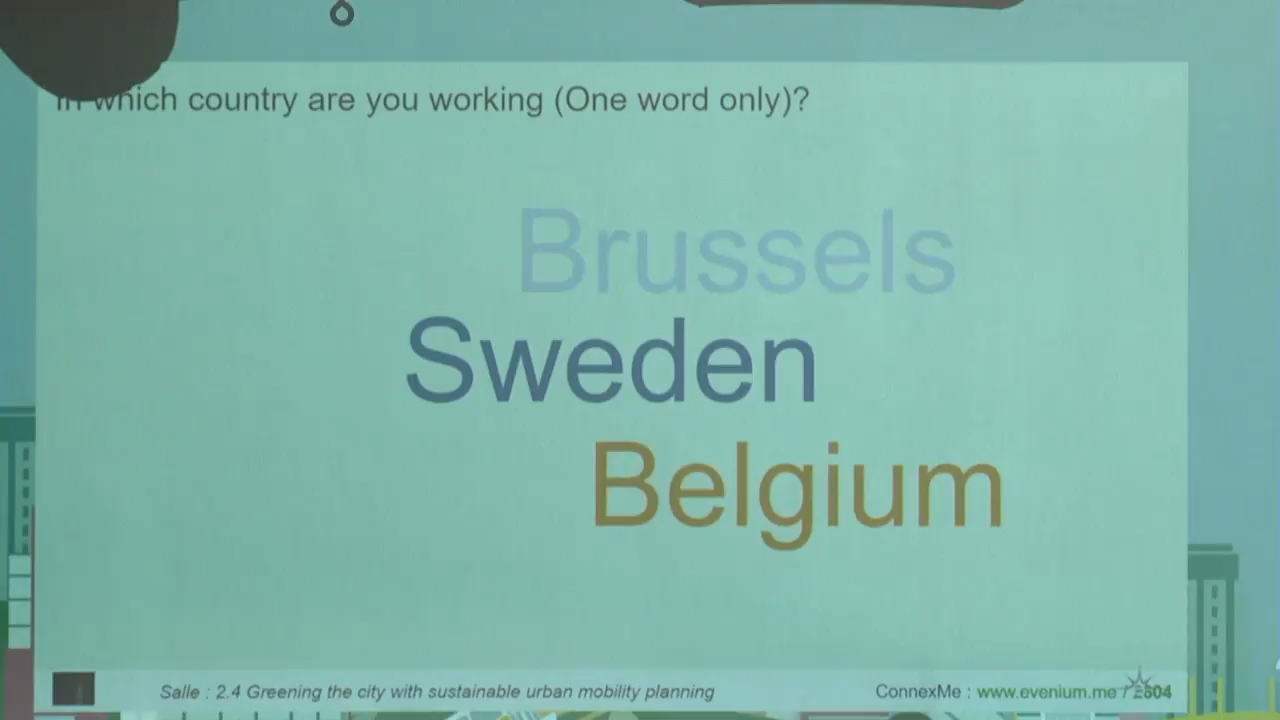 In which country are you working (One word only)?
Brussels
Sweden
Belgium
Salle : 2.4 Greening the city with sustainable urban mobility planning
ConnexMe : www.evenium.me /